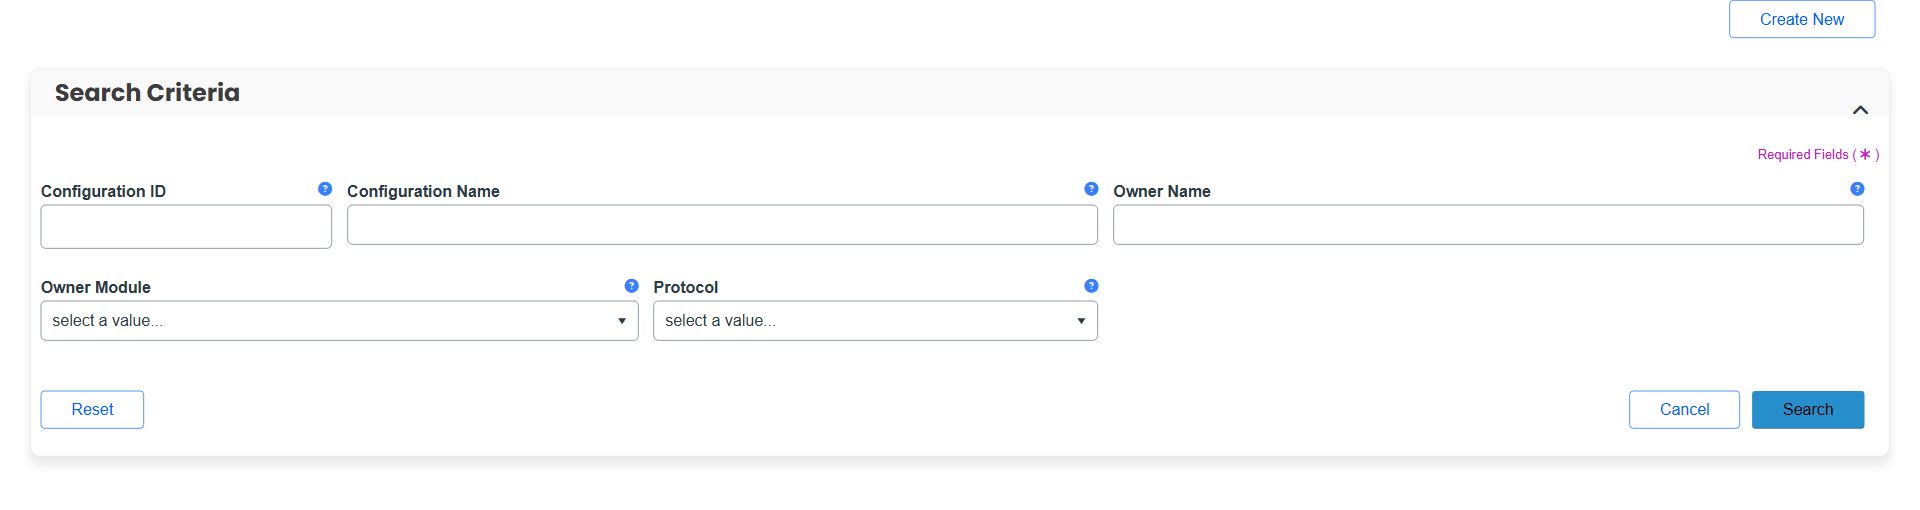 Create New
Search Criteria
Required Fields ( * )
Configuration ID ? Configuration Name ? Owner Name ?
Owner Module ? Protocol ?
select a value... select a value...
Reset Cancel Search